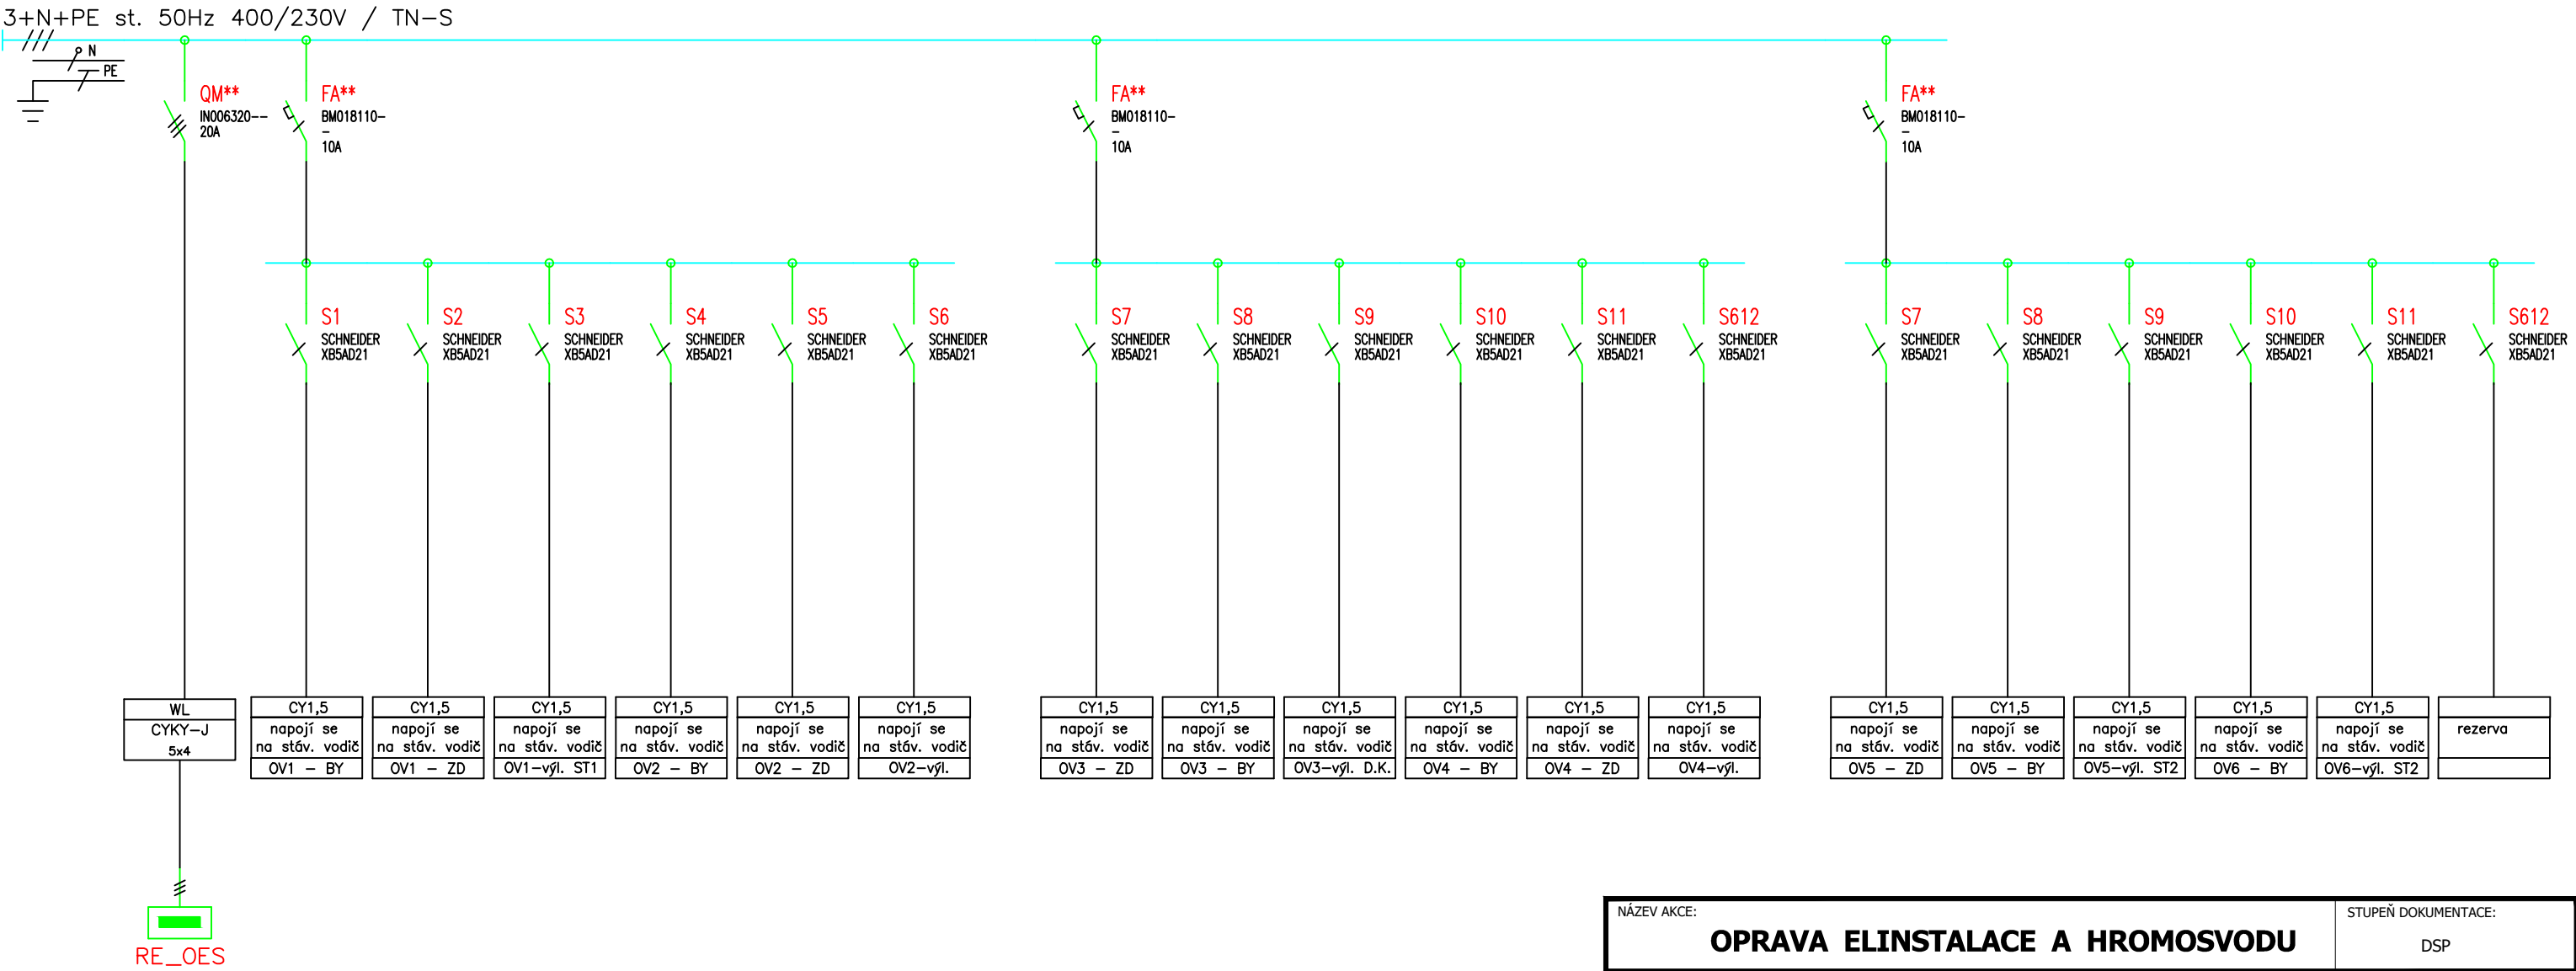 3+N+PE st. 50Hz 400/230V / TN-S
N
PE
QM**
IN006320--
20A
FA**
BM018110-
-
10A
FA**
BM018110-
-
10A
FA**
BM018110-
-
10A
S1
SCHNEIDER
XB5AD21
S2
SCHNEIDER
XB5AD21
S3
SCHNEIDER
XB5AD21
S4
SCHNEIDER
XB5AD21
S5
SCHNEIDER
XB5AD21
S6
SCHNEIDER
XB5AD21
S7
SCHNEIDER
XB5AD21
S8
SCHNEIDER
XB5AD21
S9
SCHNEIDER
XB5AD21
S10
SCHNEIDER
XB5AD21
S11
SCHNEIDER
XB5AD21
S612
SCHNEIDER
XB5AD21
S7
SCHNEIDER
XB5AD21
S8
SCHNEIDER
XB5AD21
S9
SCHNEIDER
XB5AD21
S10
SCHNEIDER
XB5AD21
S11
SCHNEIDER
XB5AD21
S612
SCHNEIDER
XB5AD21
WL
CYKY-J
5x4
CY1,5
napojí se
na stáv. vodič
OV1 - BY
CY1,5
napojí se
na stáv. vodič
OV1 - ZD
CY1,5
napojí se
na stáv. vodič
OV1-výl. ST1
CY1,5
napojí se
na stáv. vodič
OV2 - BY
CY1,5
napojí se
na stáv. vodič
OV2 - ZD
CY1,5
napojí se
na stáv. vodič
OV2-výl.
CY1,5
napojí se
na stáv. vodič
OV3 - ZD
CY1,5
napojí se
na stáv. vodič
OV3 - BY
CY1,5
napojí se
na stáv. vodič
OV3-výl. D.K.
CY1,5
napojí se
na stáv. vodič
OV4 - BY
CY1,5
napojí se
na stáv. vodič
OV4 - ZD
CY1,5
napojí se
na stáv. vodič
OV4-výl.
CY1,5
napojí se
na stáv. vodič
OV5 - ZD
CY1,5
napojí se
na stáv. vodič
OV5 - BY
CY1,5
napojí se
na stáv. vodič
OV5-výl. ST2
CY1,5
napojí se
na stáv. vodič
OV6 - BY
CY1,5
napojí se
na stáv. vodič
OV6-výl. ST2
rezerva
RE_OES
NÁZEV AKCE:
OPRAVA ELINSTALACE A HROMOSVODU
STUPEŇ DOKUMENTACE:
DSP